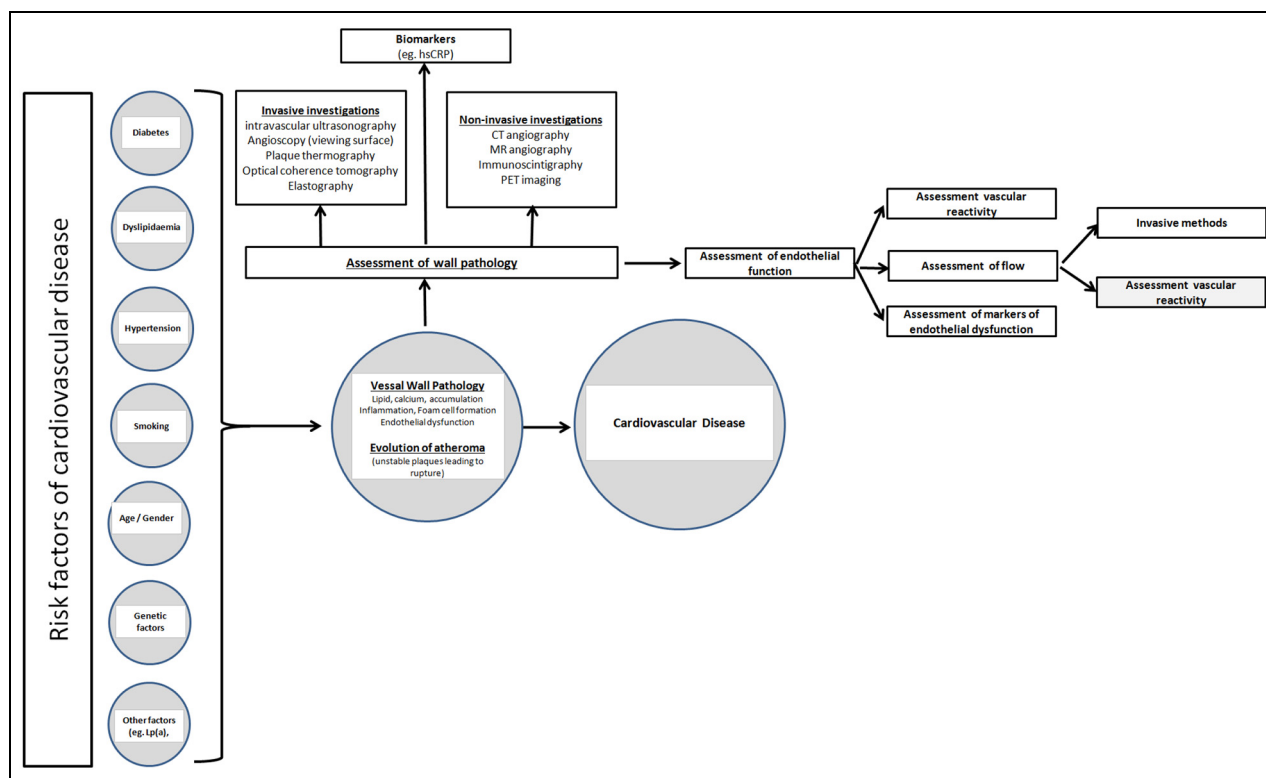 Risk factors of cardiovascular disease
Diabetes
Dyslipidaemia
Hypertension
Smoking
Age / Gender
Genetic
factors
Other factors
(eg. Lp(a),
Biomarkers
(eg. hsCRP)
Invasive investigations
intravascular ultrasonography
Angioscopy (viewing surface)
Plaque thermography
Optical coherence tomography
Elastography
Non-invasive investigations
CT angiography
MR angiography
Immunoscintigraphy
PET imaging
Assessment of wall pathology
Vessal Wall Pathology
Lipid, calcium, accumulation
Inflammation, Foam cell formation
Endothelial dysfunction
Evolution of atheroma
(unstable plaques leading to
rupture)
Cardiovascular Disease
Assessment of endothelial
function
Assessment vascular
reactivity
Assessment of flow
Assessment of markers of
endothelial dysfunction
Invasive methods
Assessment vascular
reactivity